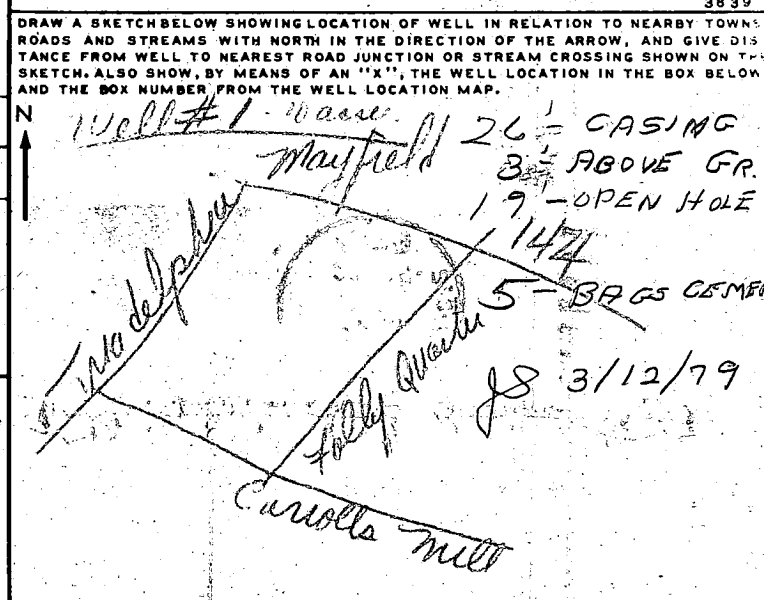 3839
DRAW A SKETCH BELOW SHOWING LOCATION OF WELL IN RELATION TO NEARBY TOWNS
ROADS AND STREAMS WITH NORTH IN THE DIRECTION OF THE ARROW, AND GIVE DIS
TANCE FROM WELL TO NEAREST ROAD JUNCTION OR STREAM CROSSING SHOWN ON THE
SKETCH. ALSO SHOW, BY MEANS OF AN "X", THE WELL LOCATION IN THE BOX BELOW
AND THE BOX NUMBER FROM THE WELL LOCATION MAP.
N
Well #1
Mayfield
26' - CASING
3' - ABOVE GR.
19' - OPEN HOLE
144
5 - BAGS CEMEN
JS 3/12/79
Triadelphia
Folly Quarter
Carrolls Mill